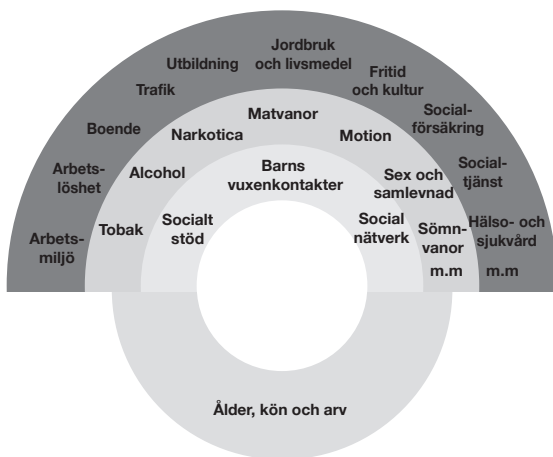 Jordbruk
och livsmedel
Utbildning
Fritid
och kultur
Trafik
Social-
försäkring
Boende
Social-
tjänst
Arbets-
löshet
Hälso- och
sjukvård
Arbets-
miljö
m.m
Matvanor
Narkotica
Motion
Alcohol
Sex och
samlevnad
Tobak
Sömn-
vanor
m.m
Barns
vuxenkontakter
Socialt
stöd
Social
nätverk
Ålder, kön och arv